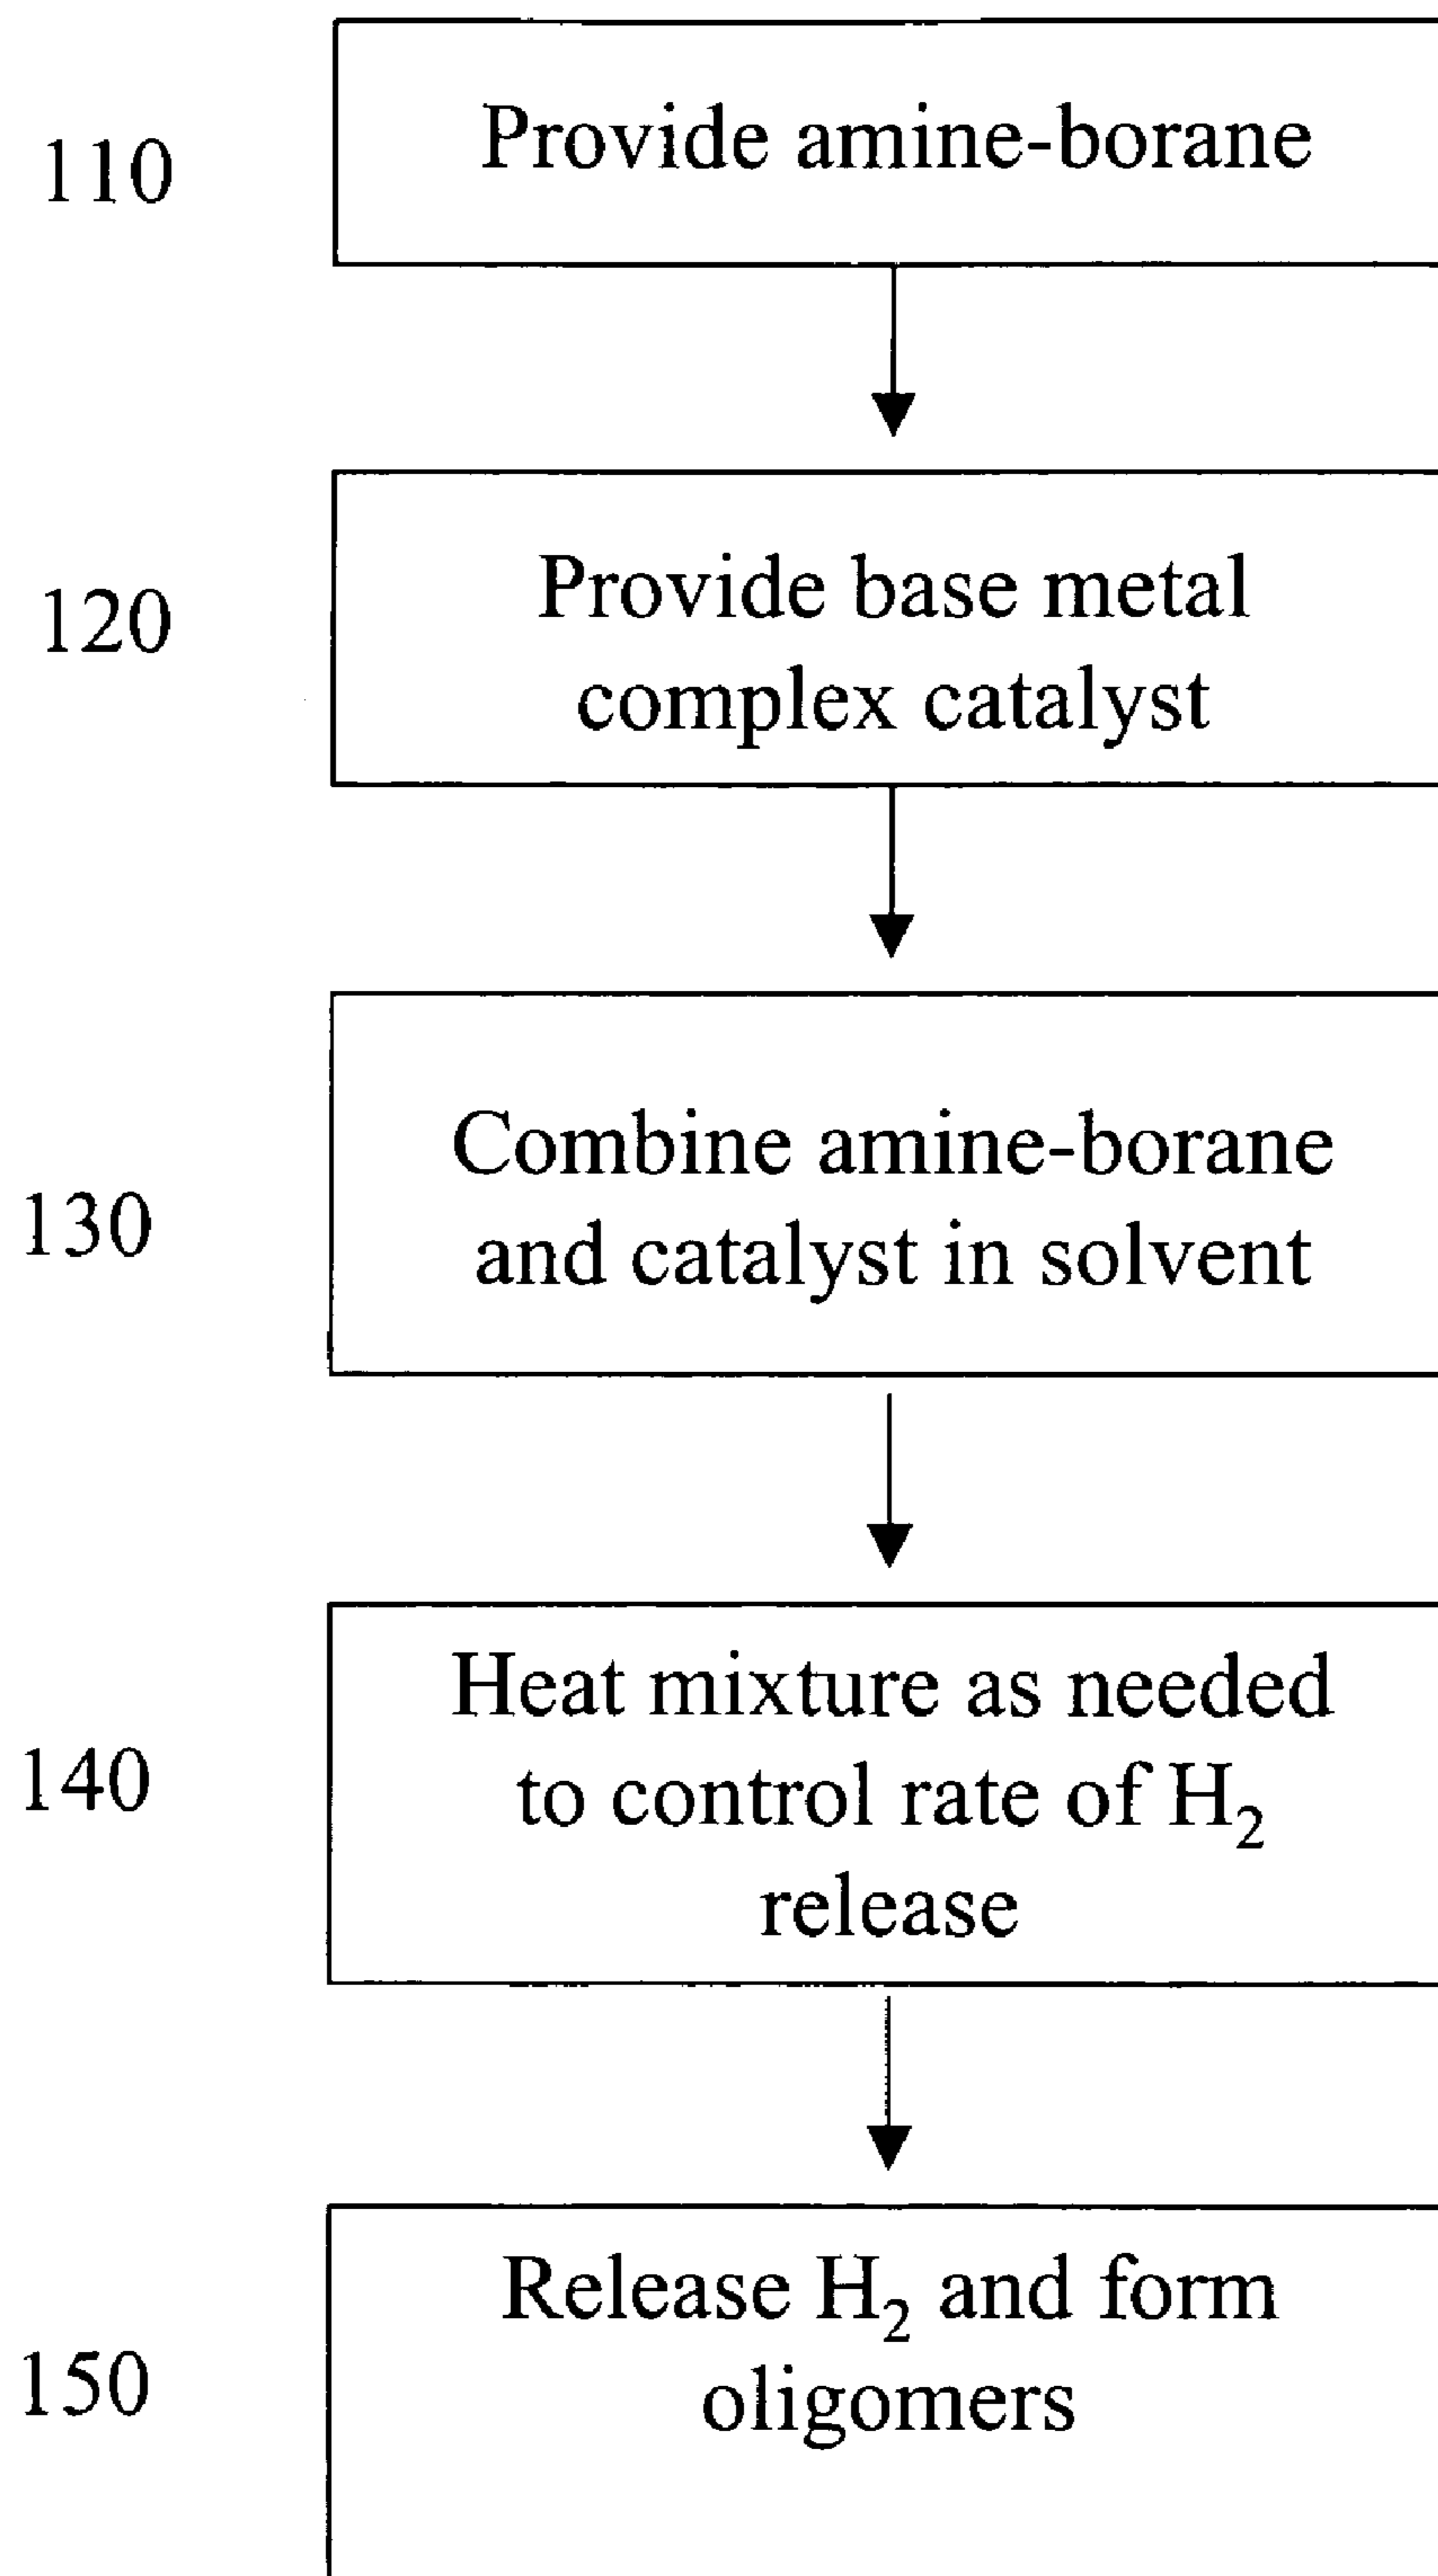 110
Provide amine-borane
120
Provide base metal
complex catalyst
130
Combine amine-borane
and catalyst in solvent
140
Heat mixture as needed
to control rate of H₂
release
150
Release H₂ and form
oligomers